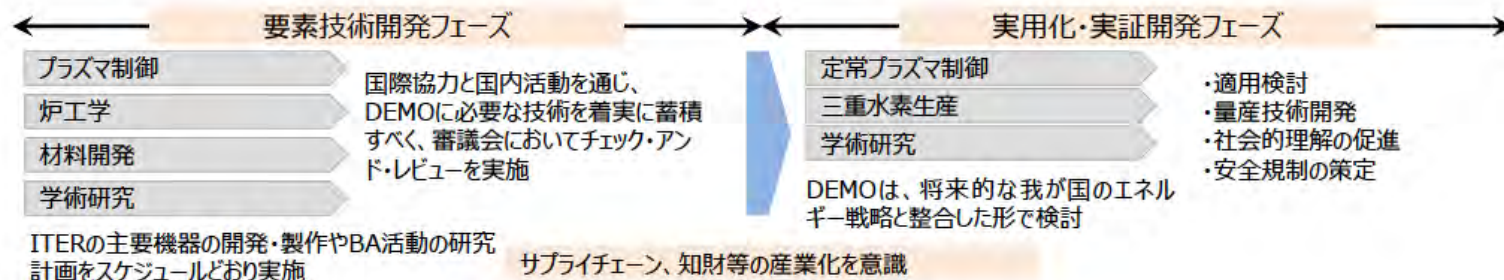 要素技術開発フェーズ
プラズマ制御
炉工学
材料開発
学術研究
国際協力と国内活動を通じ、
DEMOに必要な技術を着実に蓄積
すべく、審議会においてチェック・アン
ド・レビューを実施
ITERの主要機器の開発・製作やBA活動の研究
計画をスケジュールどおり実施
実用化・実証開発フェーズ
定常プラズマ制御
三重水素生産
学術研究
・適用検討
・量産技術開発
・社会的理解の促進
・安全規制の策定
DEMOは、将来的な我が国のエネル
ギー戦略と整合した形で検討
サプライチェーン、知財等の産業化を意識